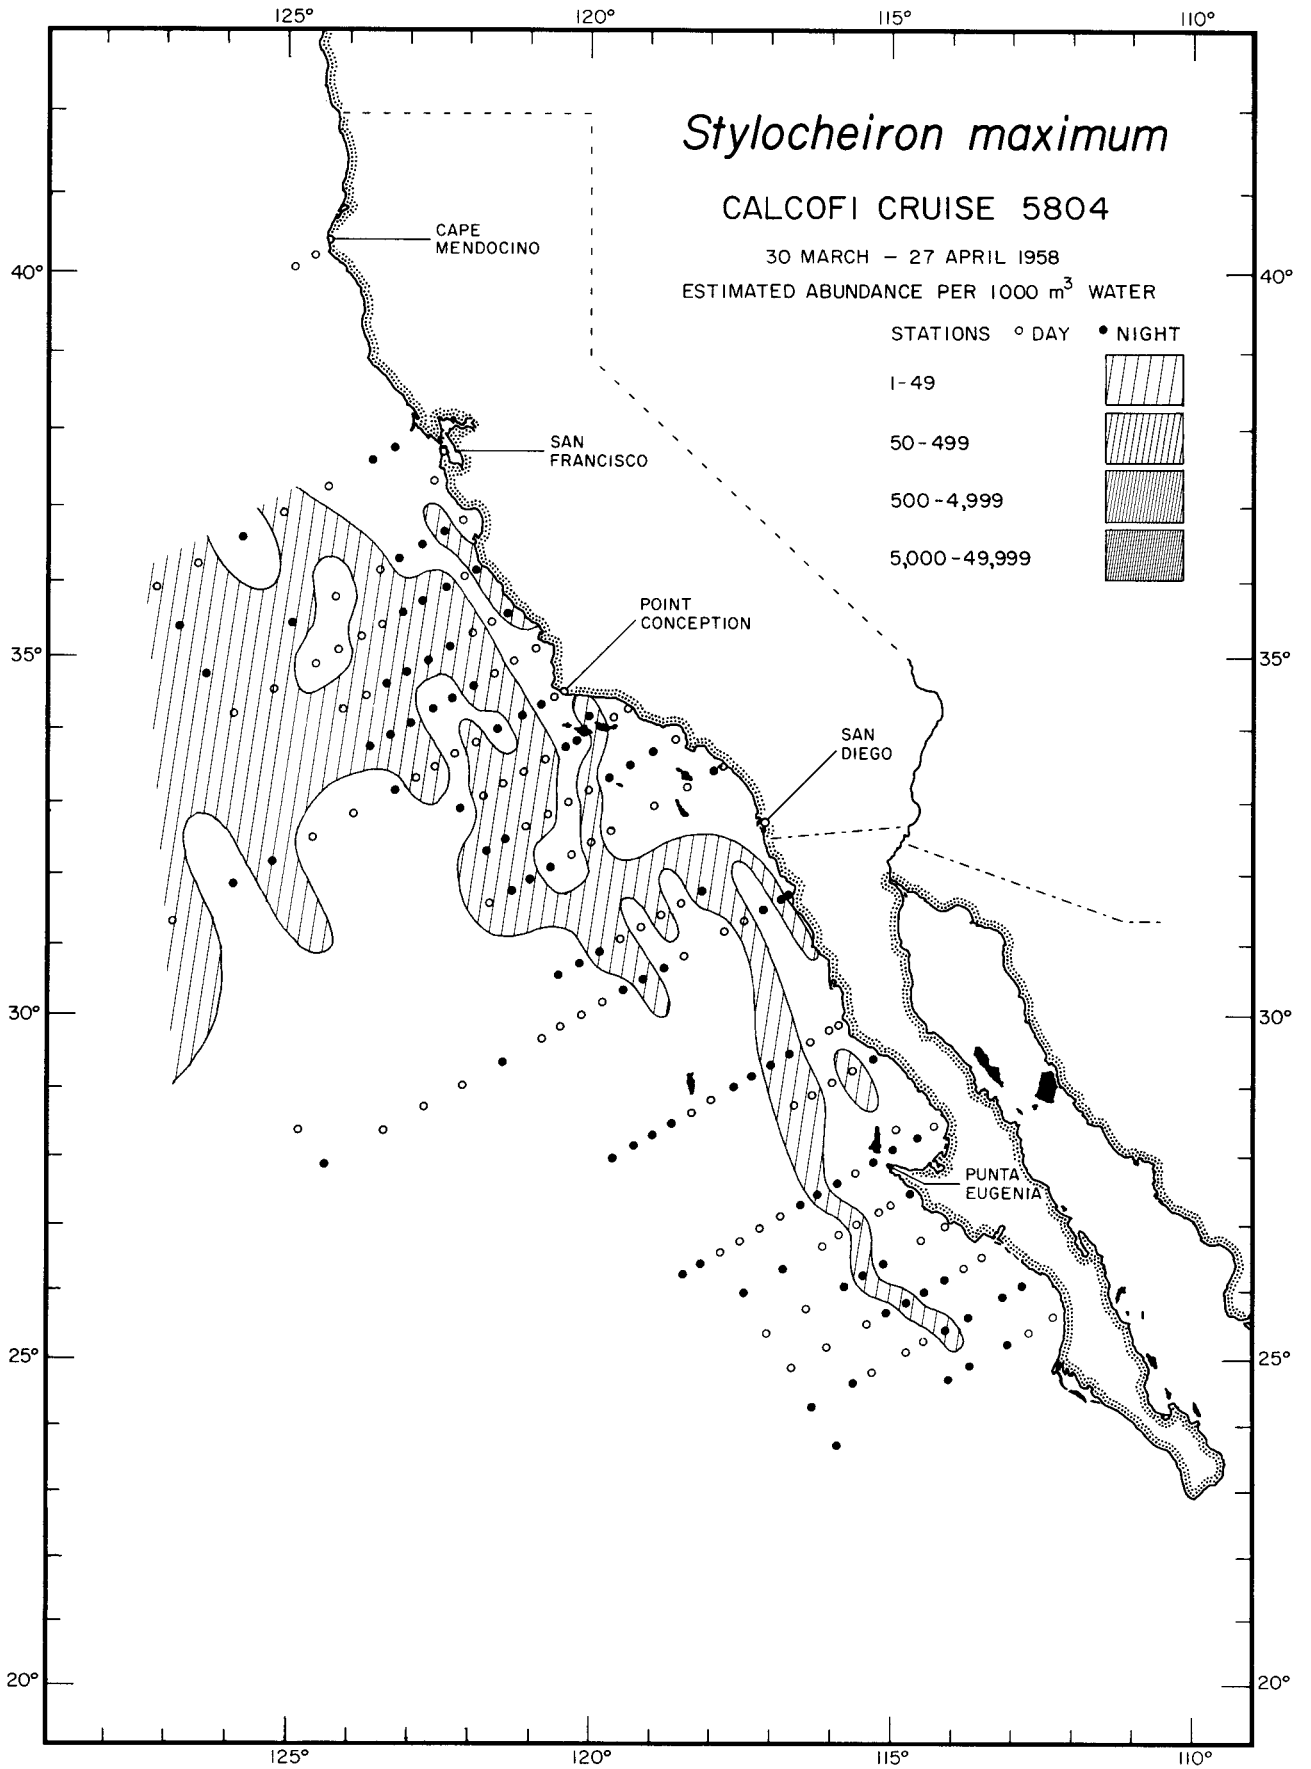 125°
120°
115°
110°
Stylocheiron maximum
CALCOFI CRUISE 5804
30 MARCH – 27 APRIL 1958
ESTIMATED ABUNDANCE PER 1000 m³ WATER
STATIONS ○ DAY ● NIGHT
1-49
50-499
500-4,999
5,000-49,999
CAPE
MENDOCINO
40°
40°
SAN
FRANCISCO
POINT
CONCEPTION
35°
35°
SAN
DIEGO
30°
30°
PUNTA
EUGENIA
25°
25°
20°
20°
125°
120°
115°
110°